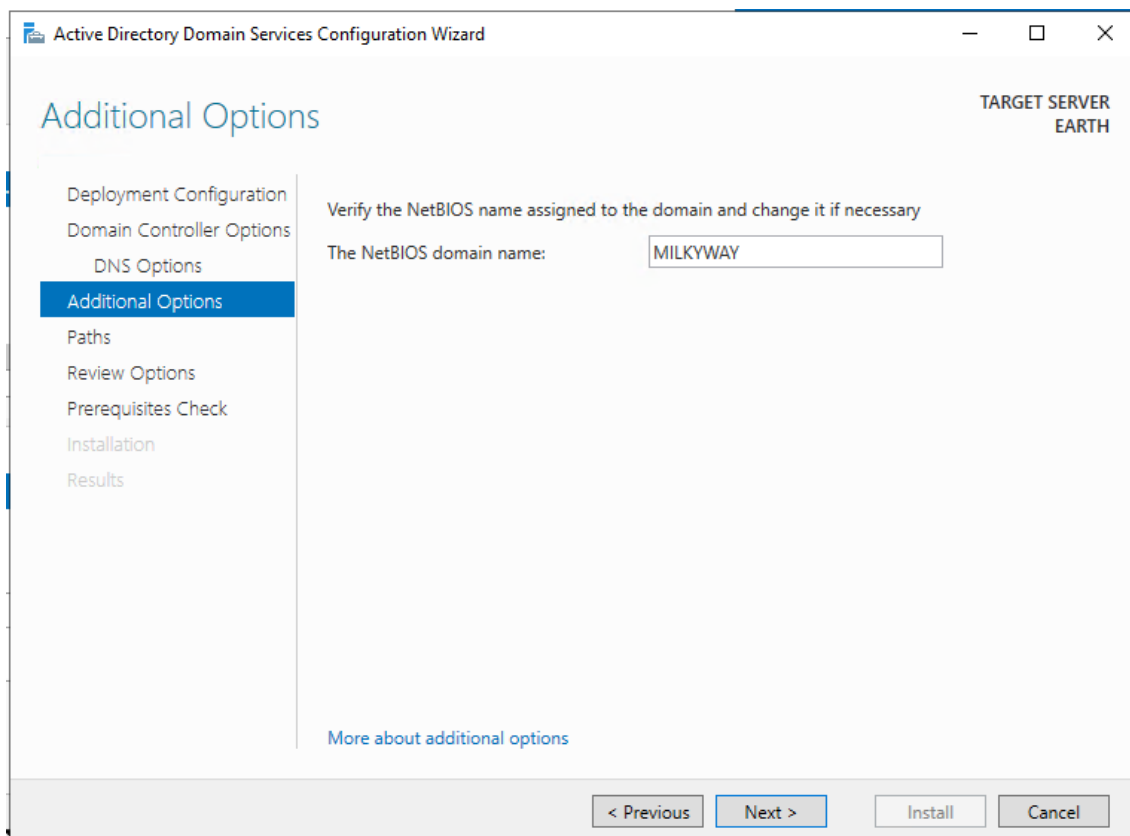 Active Directory Domain Services Configuration Wizard
Additional Options
TARGET SERVER
EARTH
Deployment Configuration
Domain Controller Options
DNS Options
Additional Options
Paths
Review Options
Prerequisites Check
Installation
Results
Verify the NetBIOS name assigned to the domain and change it if necessary
The NetBIOS domain name: MILKYWAY
More about additional options
< Previous Next > Install Cancel